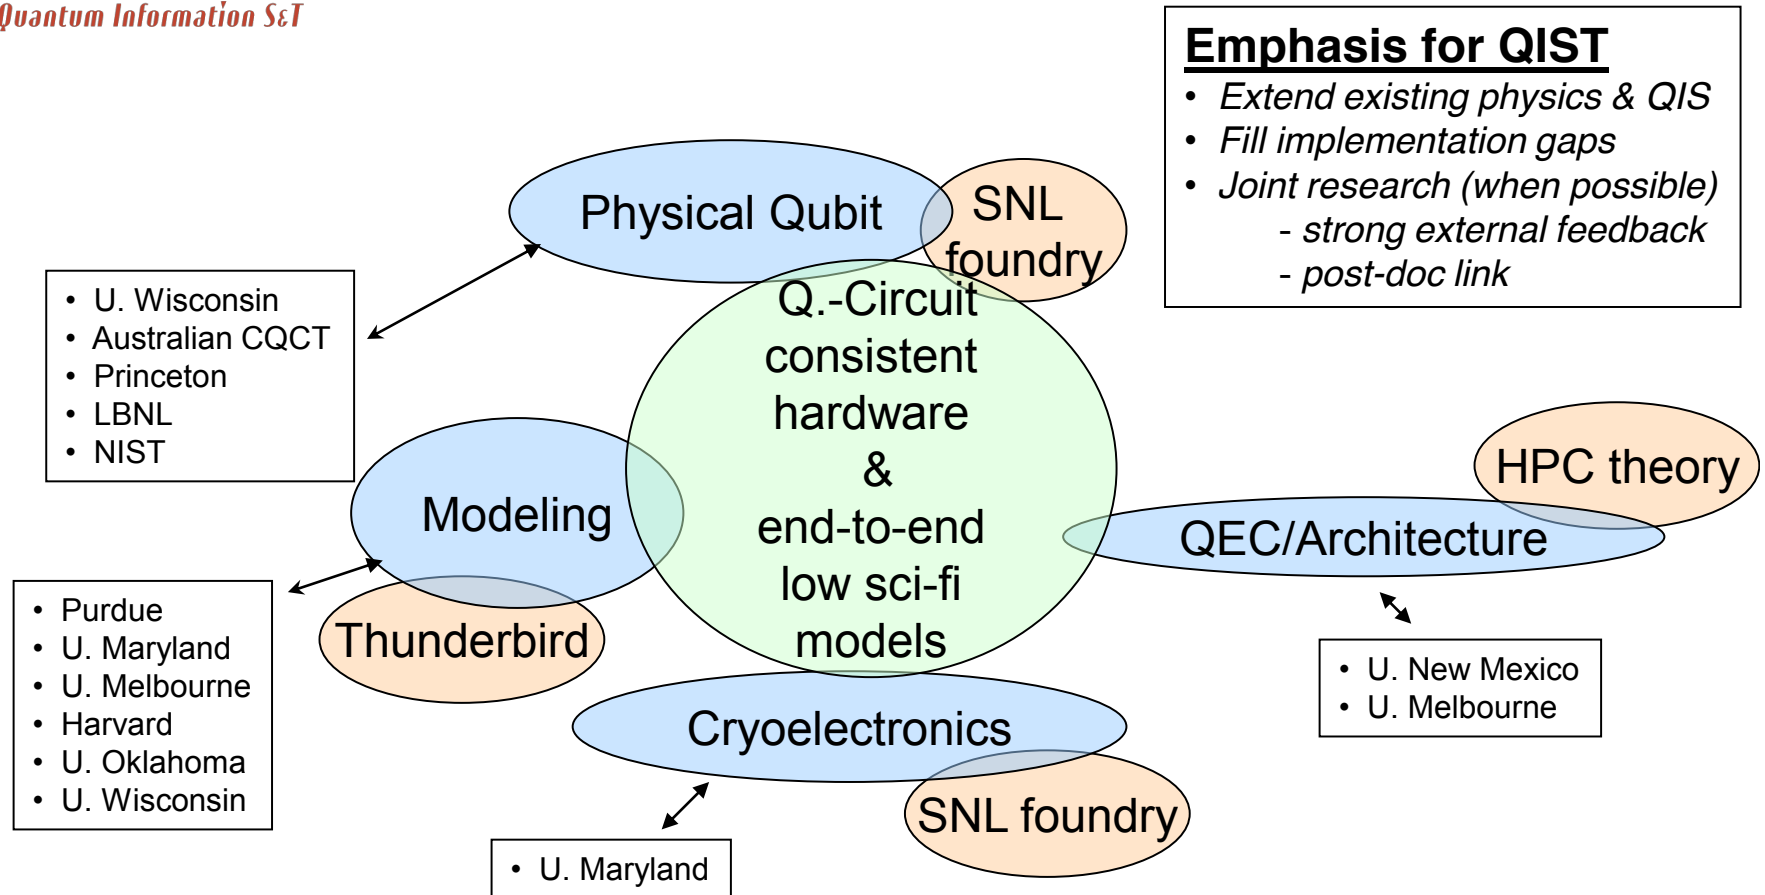 Quantum Information S&T
Emphasis for QIST
• Extend existing physics & QIS
• Fill implementation gaps
• Joint research (when possible)
- strong external feedback
- post-doc link
Physical Qubit
SNL
foundry
• U. Wisconsin
• Australian CQCT
• Princeton
• LBNL
• NIST
Q.-Circuit
consistent
hardware
&
end-to-end
low sci-fi
models
Modeling
Thunderbird
• Purdue
• U. Maryland
• U. Melbourne
• Harvard
• U. Oklahoma
• U. Wisconsin
HPC theory
QEC/Architecture
• U. New Mexico
• U. Melbourne
Cryoelectronics
SNL foundry
• U. Maryland